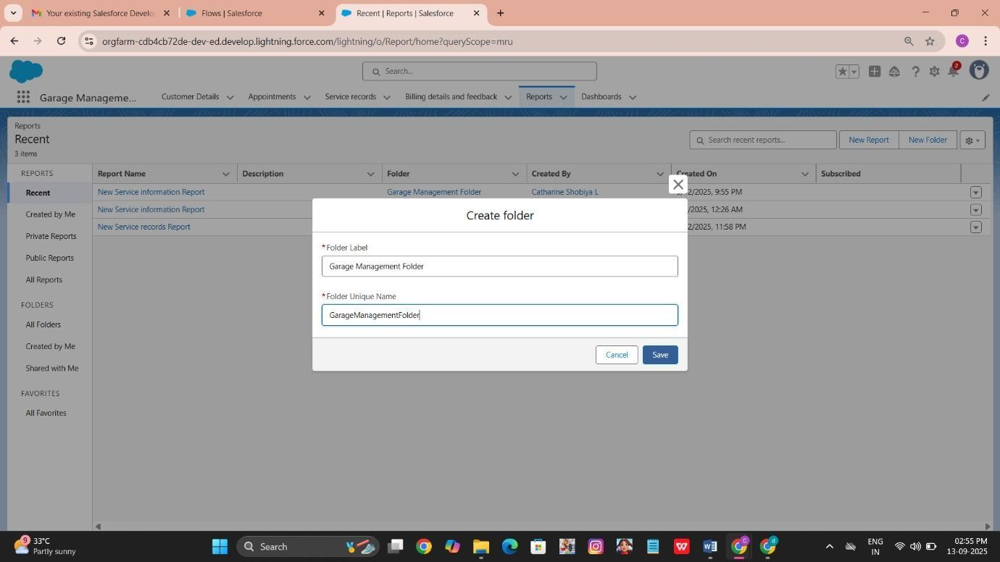 Your existing Salesforce Develo
Flows | Salesforce
Recent | Reports | Salesforce
orgfarm-cdb4cb72de-dev-ed.develop.lightning.force.com/lightning/o/Report/home?queryScope=mru
C
Search...
2
Garage Manageme...
Customer Details
Appointments
Service records
Billing details and feedback
Reports
Dashboards
Reports
Recent
3 items
Search recent reports...
New Report
New Folder
REPORTS
Report Name
Description
Folder
Created By
Created On
Subscribed
Recent
New Service information Report
Garage Management Folder
Catharine Shobiya L
/2025, 9:55 PM
Created by Me
New Service information Report
/2025, 12:26 AM
Private Reports
New Service records Report
2/2025, 11:58 PM
Public Reports
All Reports
FOLDERS
All Folders
Created by Me
Shared with Me
FAVORITES
All Favorites
Create folder
*Folder Label
Garage Management Folder
*Folder Unique Name
GarageManagementFolder
Cancel
Save
9
33°C
Partly sunny
Search
W
C
d
ENG
IN
02:55 PM
13-09-2025